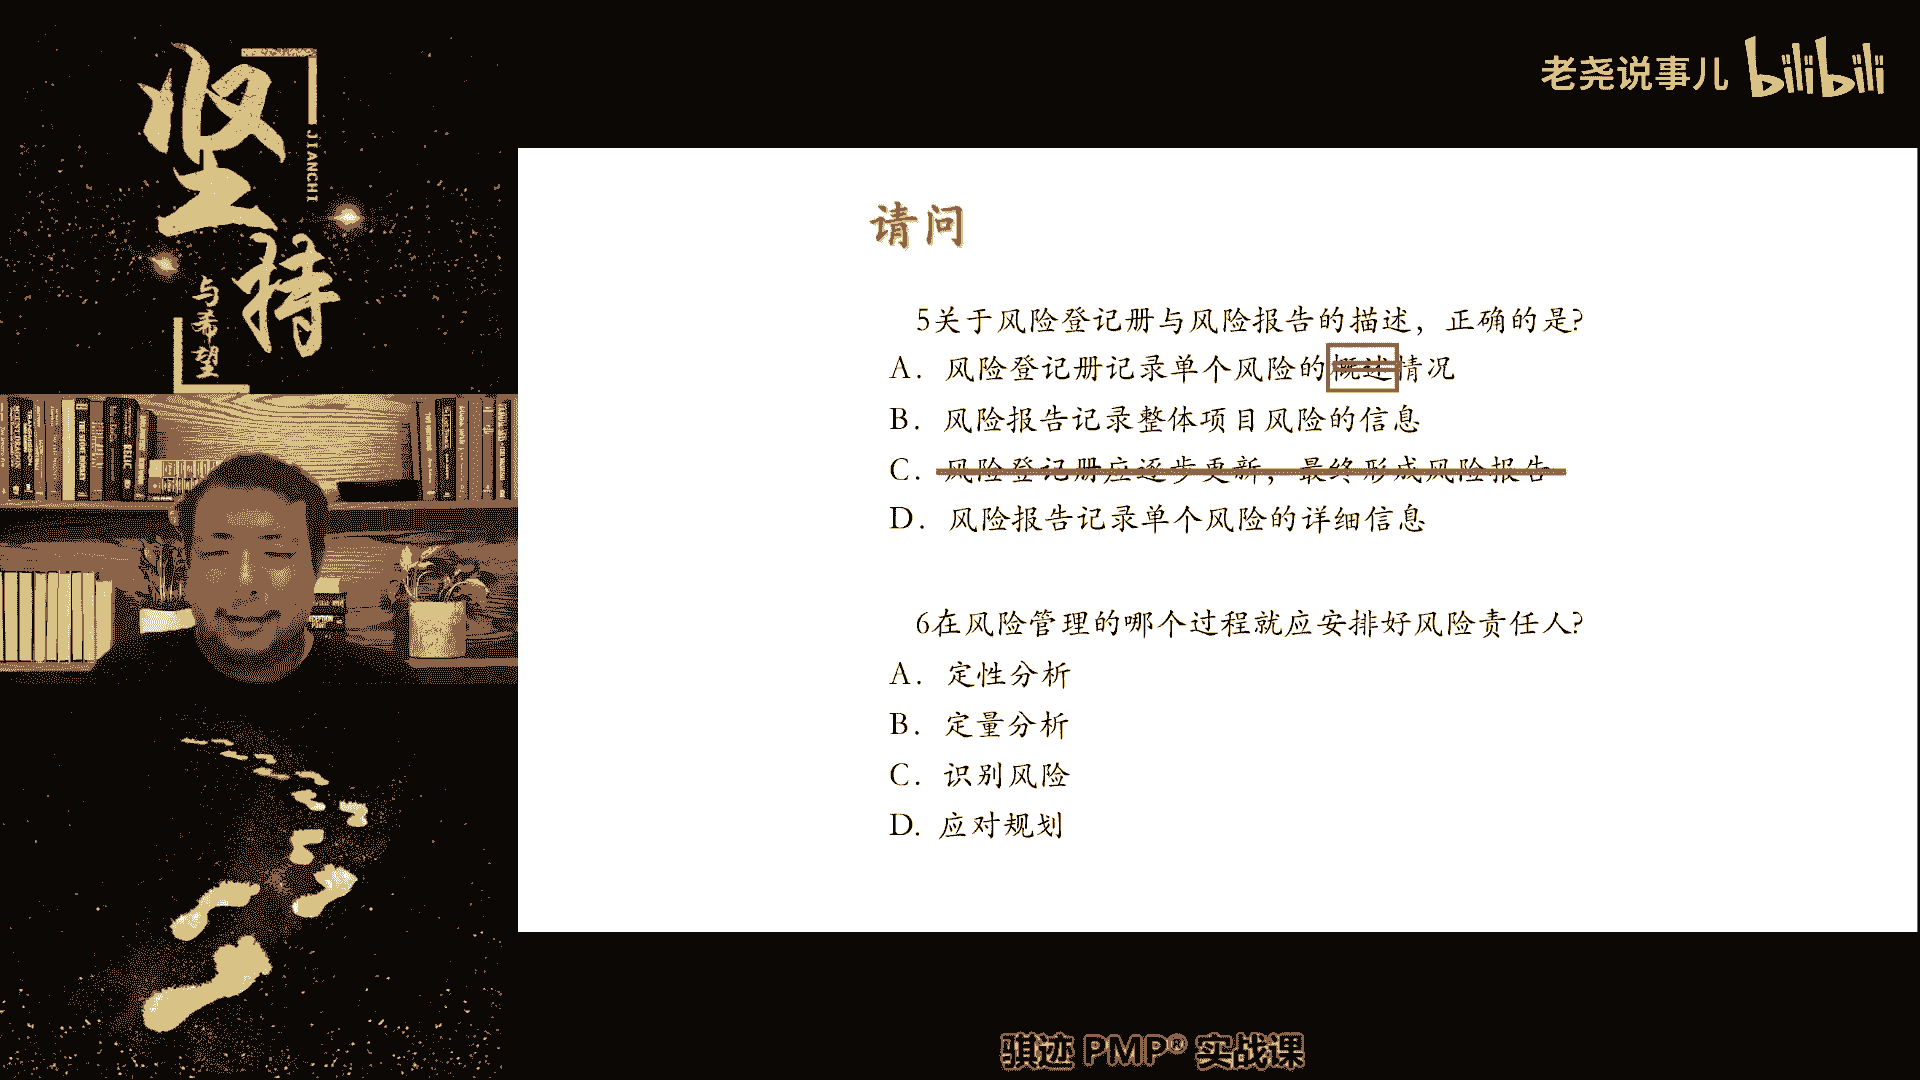 坚持
JIANCHI
与希望
老尧说事儿 bilibili
请问
5关于风险登记册与风险报告的描述，正确的是?
A. 风险登记册记录单个风险的概述情况
B. 风险报告记录整体项目风险的信息
C. 风险登记册应逐步更新，最终形成风险报告
D. 风险报告记录单个风险的详细信息
6在风险管理的哪个过程就应安排好风险责任人?
A. 定性分析
B. 定量分析
C. 识别风险
D. 应对规划
骐迹 PMP® 实战课